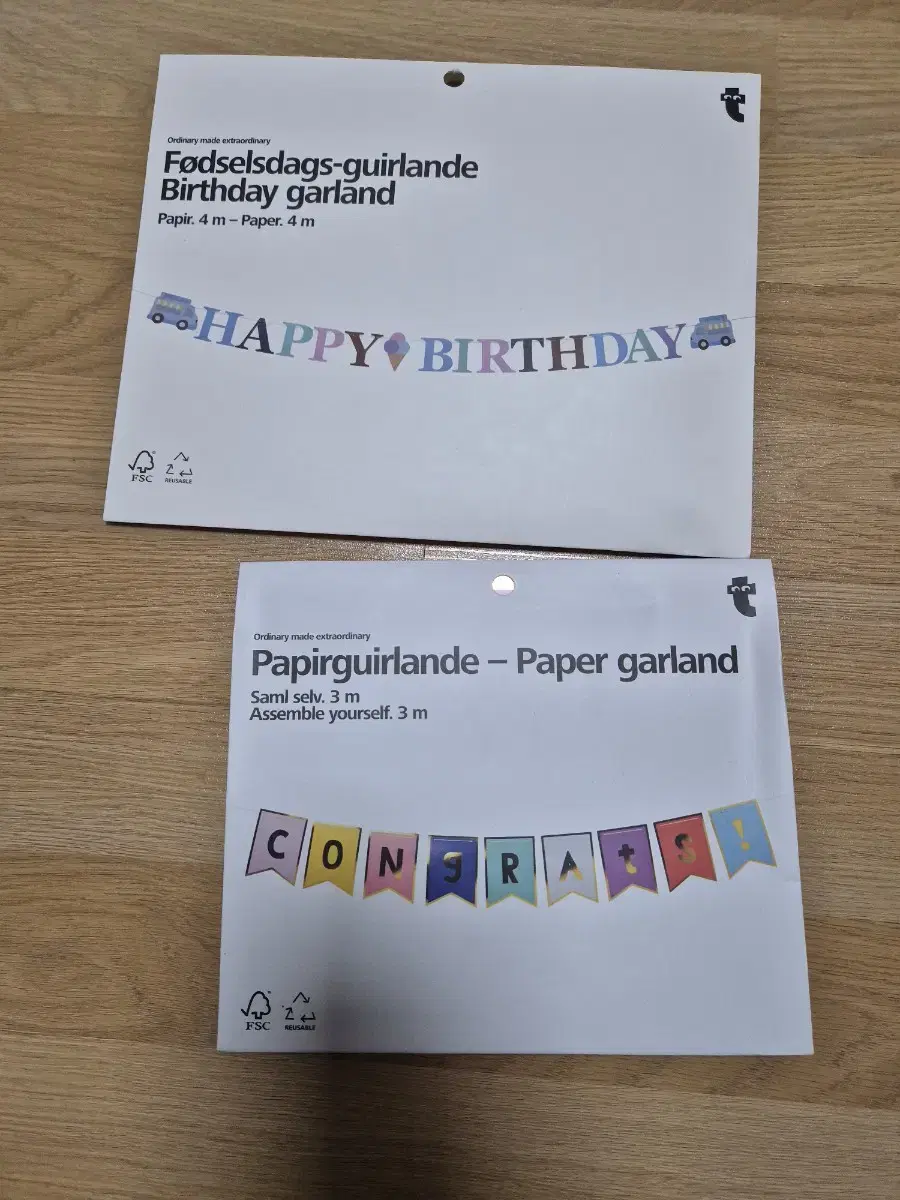 Ordinary made extraordinary
Fødselsdags-guirlande
Birthday garland
Papir. 4 m – Paper. 4 m
HAPPY BIRTHDAY
FSC
REUSABLE
Ordinary made extraordinary
Papirguirlande – Paper garland
Saml selv. 3 m
Assemble yourself. 3 m
CONgRAtS!
FSC
REUSABLE